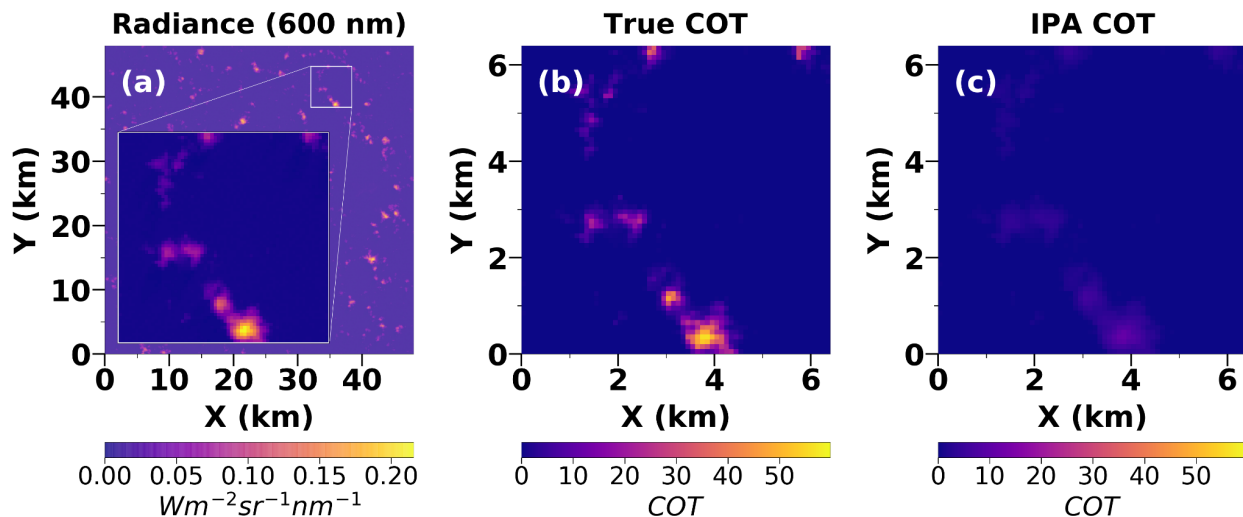 Radiance (600 nm)
(a)
Y (km)
40
30
20
10
0
0 10 20 30 40
X (km)
0.00 0.05 0.10 0.15 0.20
Wm⁻²sr⁻¹nm⁻¹
True COT
(b)
Y (km)
6
4
2
0
0 2 4 6
X (km)
0 10 20 30 40 50
COT
IPA COT
(c)
Y (km)
6
4
2
0
0 2 4 6
X (km)
0 10 20 30 40 50
COT